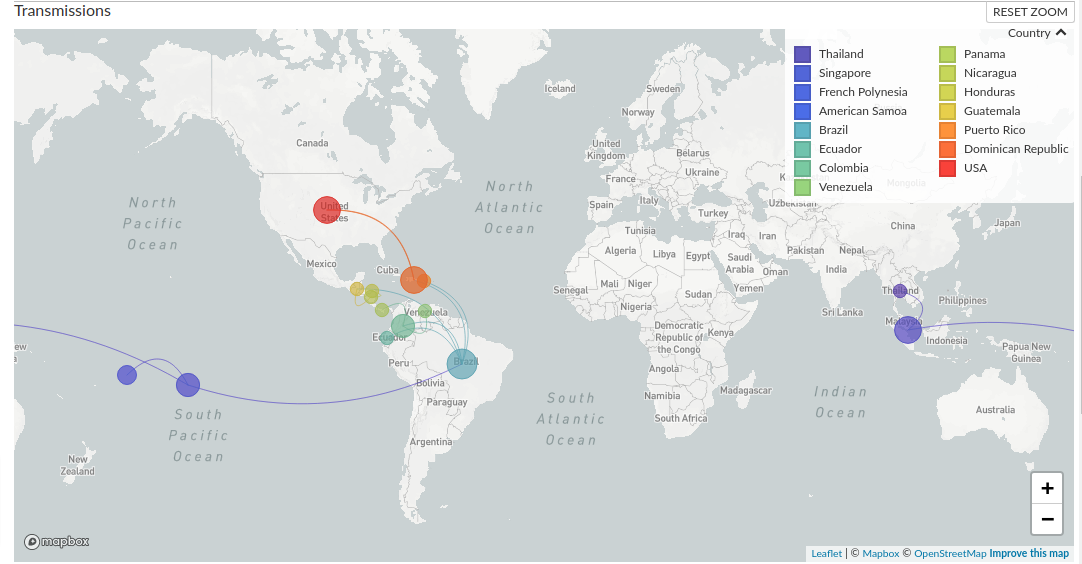 Transmissions
RESET ZOOM
Country
Thailand
Singapore
French Polynesia
American Samoa
Brazil
Ecuador
Colombia
Venezuela
Panama
Nicaragua
Honduras
Guatemala
Puerto Rico
Dominican Republic
USA
Iceland
Sweden
Norway
Canada
United
Kingdom
Belarus
Ukraine
France
Mongolia
North
Pacific
Ocean
North
Atlantic
Ocean
Spain
Italy
Turkey
Uzbekistan
United
States
China
Japan
Tunisia
Iraq
Iran
Pakistan
Nepal
Algeria
Libya
Egypt
Saudi
Arabia
Oman
India
Mexico
Cuba
Senegal
Mali
Niger
Sudan
Yemen
Thailand
Philippines
Nigeria
Sri Lanka
Venezuela
Malaysia
Ecuador
Democratic
Republic of
the Congo
Kenya
Indonesia
Papua New
Guinea
ew
a
Peru
Brazil
Bolivia
Angola
Madagascar
Paraguay
Namibia
South
Pacific
Ocean
South
Atlantic
Ocean
Indian
Ocean
South Africa
Australia
Argentina
New
Zealand
+
−
mapbox
Leaflet | © Mapbox © OpenStreetMap Improve this map